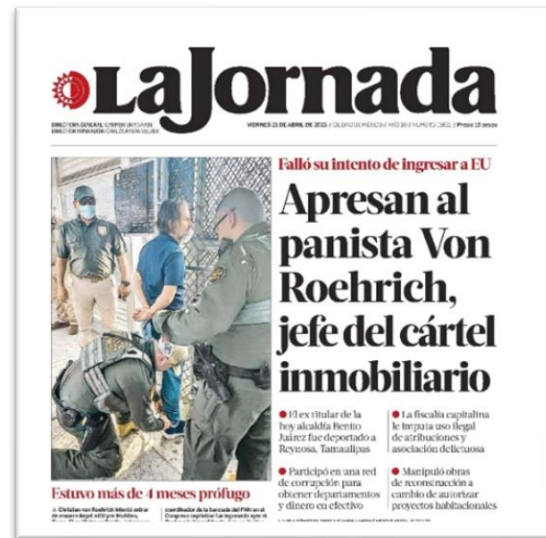 La Jornada
VIERNES 21 DE ABRIL DE 2023
Precio 10 pesos
Falló su intento de ingresar a EU
Apresan al
panista Von
Roehrich,
jefe del cártel
inmobiliario
● El ex titular de la
hoy alcaldía Benito
Juárez fue deportado a
Reynosa, Tamaulipas
● La fiscalía capitalina
le imputa uso ilegal
de atribuciones y
asociación delictuosa
● Participó en una red
de corrupción para
obtener departamentos
y dinero en efectivo
● Manipuló obras
de reconstrucción a
cambio de autorizar
proyectos habitacionales
Estuvo más de 4 meses prófugo